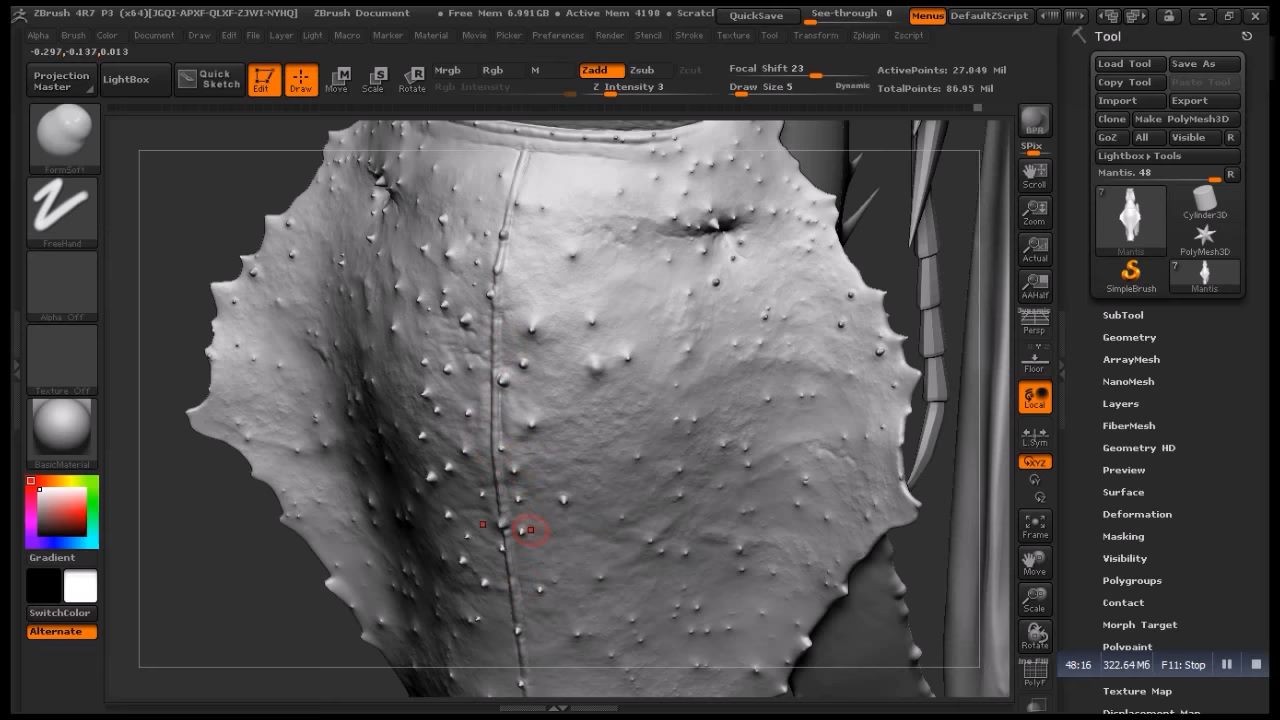 ZBrush 4R7 P3 (x64)[JGQI-APXF-QLXF-ZJWI-NYHQ] ZBrush Document • Free Mem 6.991GB • Active Mem 4190 • Scratcl QuickSave See-through 0 Menus DefaultZScript
Alpha Brush Color Document Draw Edit File Layer Light Macro Marker Material Movie Picker Preferences Render Stencil Stroke Texture Tool Transform Zplugin Zscript
-0.297,-0.137,0.013
Projection Master
LightBox
Quick Sketch
Edit
Draw
Move
Scale
Rotate
Mrgb Rgb M
Rgb Intensity
Zadd Zsub Zcut
Z Intensity 3
Focal Shift 23
Draw Size 5
Dynamic
ActivePoints: 27.049 Mil
TotalPoints: 86.95 Mil
FormSoft
FreeHand
Alpha Off
Texture Off
BasicMaterial
Gradient
SwitchColor
Alternate
BPR
SPix
Scroll
Zoom
Actual
AAHalf
Dynamic
Persp
Floor
Local
L.Sym
XYZ
Y
Z
Frame
Move
Scale
Rotate
PolyF
Tool
Load Tool Save As
Copy Tool Paste Tool
Import Export
Clone Make PolyMesh3D
GoZ All Visible R
Lightbox Tools
Mantis. 48 R
7
Mantis
Cylinder3D
PolyMesh3D
SimpleBrush
7
Mantis
SubTool
Geometry
ArrayMesh
NanoMesh
Layers
FiberMesh
Geometry HD
Preview
Surface
Deformation
Masking
Visibility
Polygroups
Contact
Morph Target
Polypaint
48:16 322.64Мб F11: Stop
Texture Map
Displacement Map